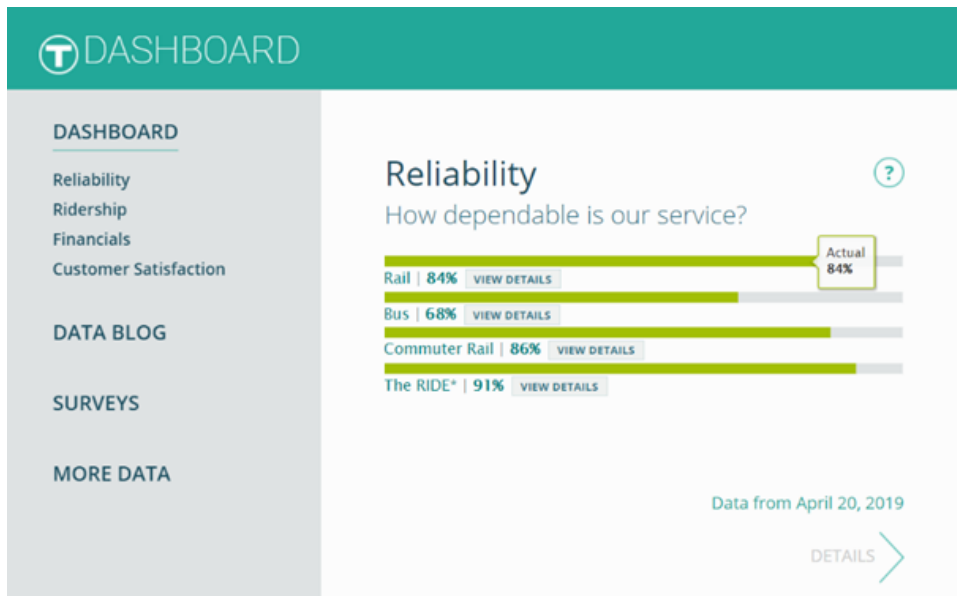 T DASHBOARD
DASHBOARD
Reliability
Ridership
Financials
Customer Satisfaction
DATA BLOG
SURVEYS
MORE DATA
Reliability
?
How dependable is our service?
Actual
84%
Rail | 84% VIEW DETAILS
Bus | 68% VIEW DETAILS
Commuter Rail | 86% VIEW DETAILS
The RIDE* | 91% VIEW DETAILS
Data from April 20, 2019
DETAILS